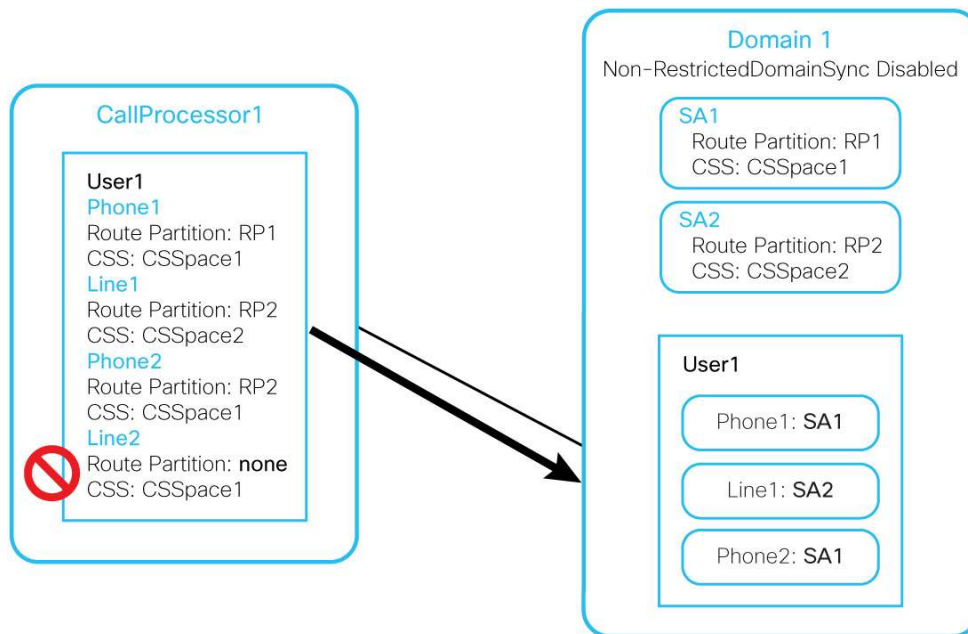 CallProcessor1
User1
Phone1
Route Partition: RP1
CSS: CSSpace1
Line1
Route Partition: RP2
CSS: CSSpace2
Phone2
Route Partition: RP2
CSS: CSSpace1
Line2
Route Partition: none
CSS: CSSpace1
Domain 1
Non-RestrictedDomainSync Disabled
SA1
Route Partition: RP1
CSS: CSSpace1
SA2
Route Partition: RP2
CSS: CSSpace2
User1
Phone1: SA1
Line1: SA2
Phone2: SA1